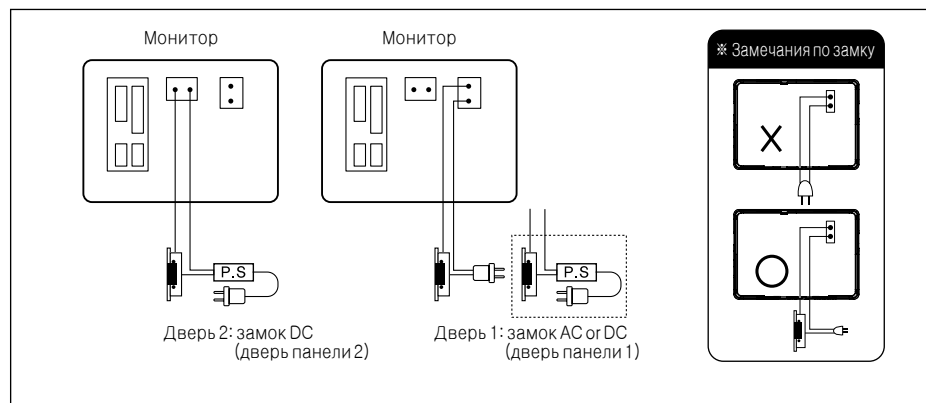 Монитор
Монитор
※ Замечания по замку
X
P.S
P.S
Дверь 2: замок DC
(дверь панели 2)
Дверь 1: замок AC or DC
(дверь панели 1)